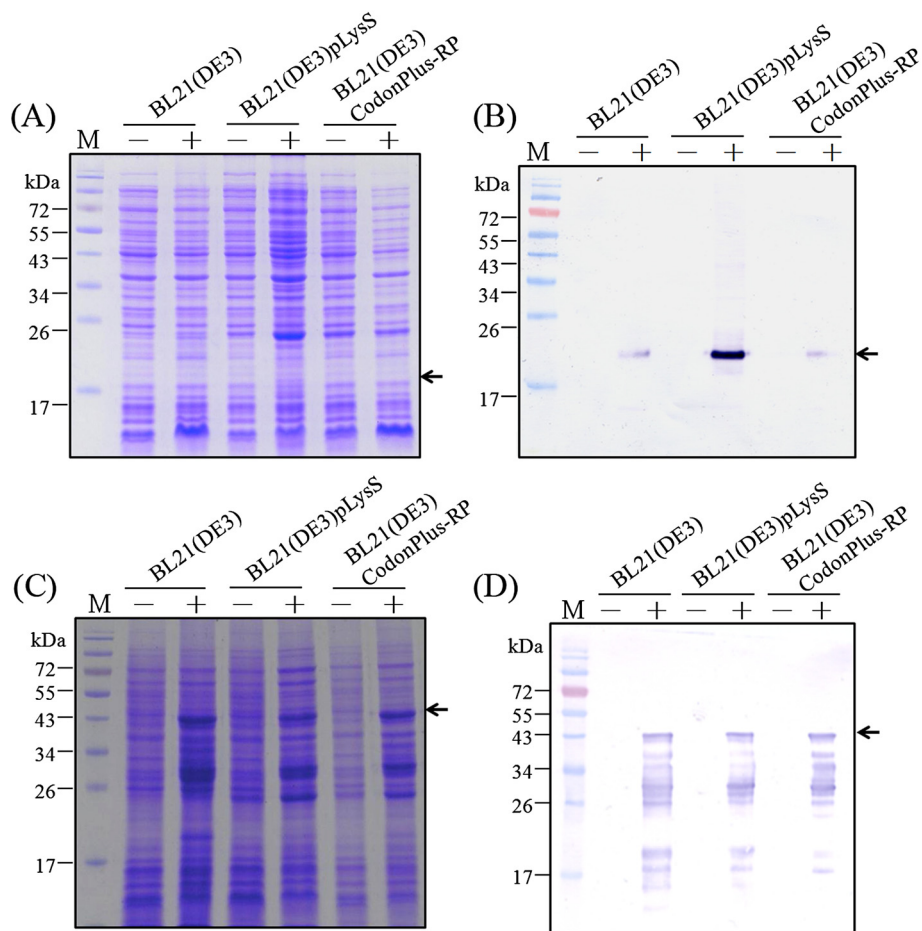 (A)
BL21(DE3)
BL21(DE3)pLysS
BL21(DE3)
CodonPlus-RP
M − + − + − +
kDa
72
55
43
34
26
17
(B)
BL21(DE3)
BL21(DE3)pLysS
BL21(DE3)
CodonPlus-RP
M − + − + − +
kDa
72
55
43
34
26
17
(C)
BL21(DE3)
BL21(DE3)pLysS
BL21(DE3)
CodonPlus-RP
M − + − + − +
kDa
72
55
43
34
26
17
(D)
BL21(DE3)
BL21(DE3)pLysS
BL21(DE3)
CodonPlus-RP
M − + − + − +
kDa
72
55
43
34
26
17